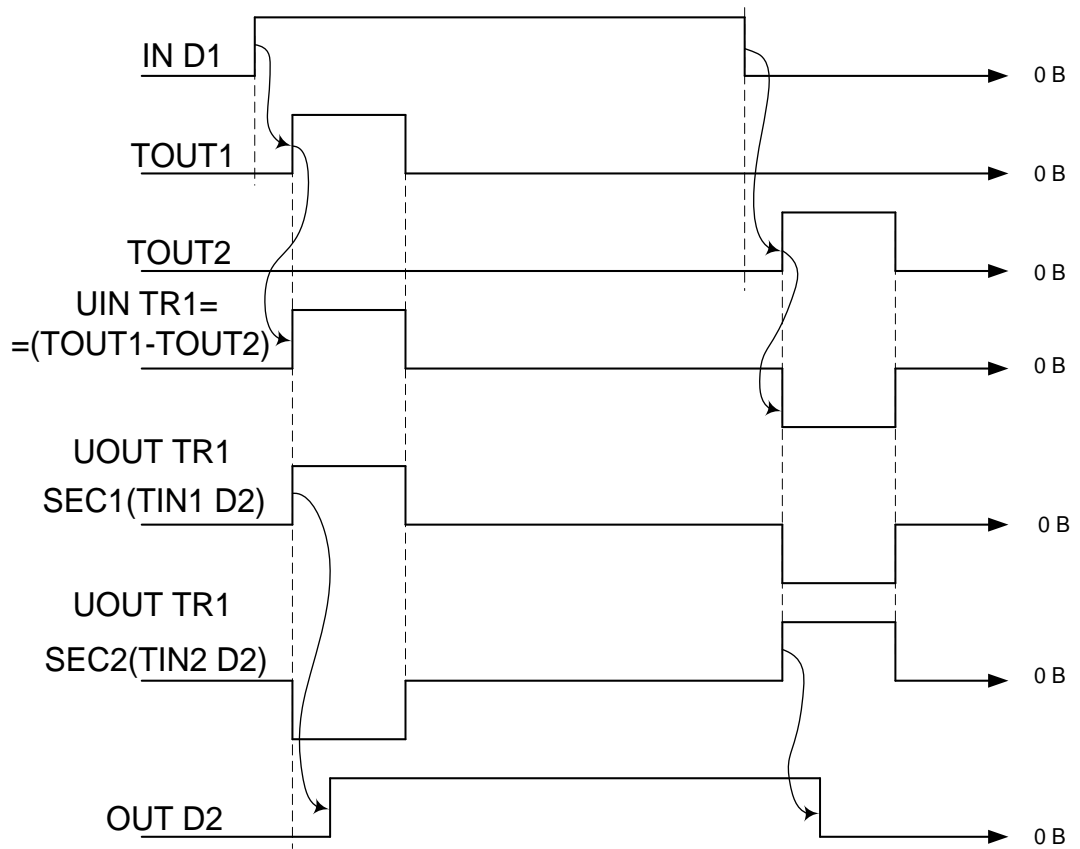 IN D1
0 В
TOUT1
0 В
TOUT2
0 В
UIN TR1=
=(TOUT1-TOUT2)
0 В
UOUT TR1
SEC1(TIN1 D2)
0 В
UOUT TR1
SEC2(TIN2 D2)
0 В
OUT D2
0 В